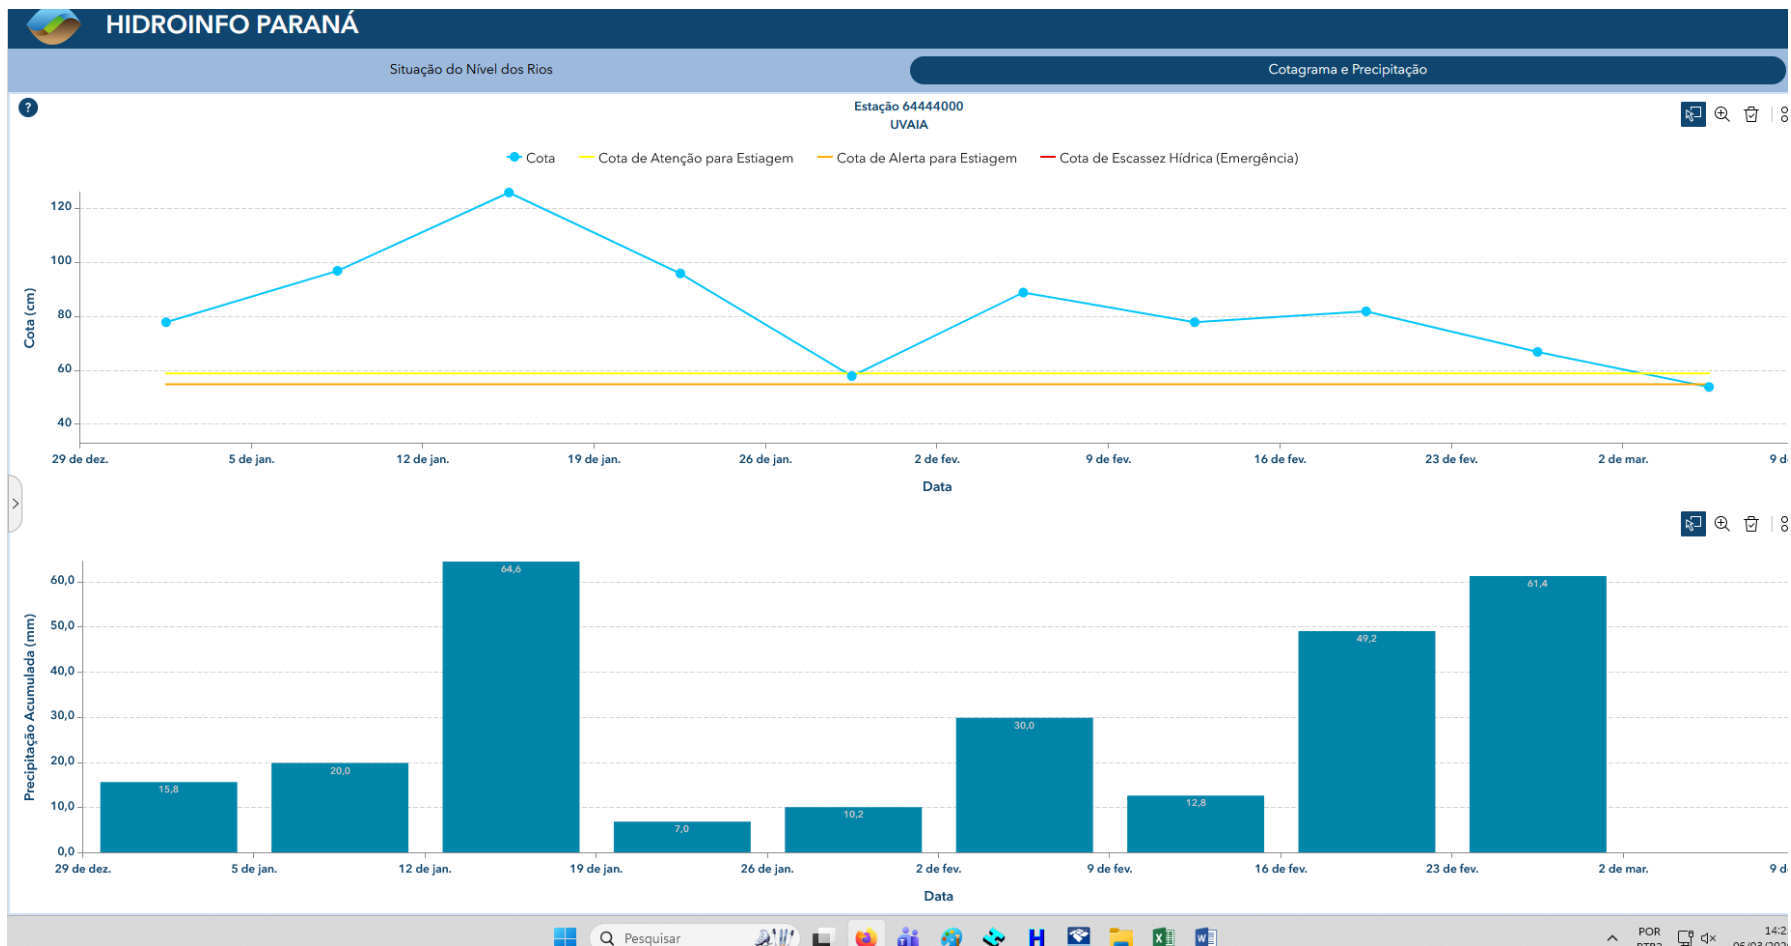 HIDROINFO PARANÁ
Situação do Nível dos Rios
Cotagrama e Precipitação
?
Estação 64444000
UVAIA
Cota
Cota de Atenção para Estiagem
Cota de Alerta para Estiagem
Cota de Escassez Hídrica (Emergência)
Cota (cm)
120
100
80
60
40
29 de dez.
5 de jan.
12 de jan.
19 de jan.
26 de jan.
2 de fev.
9 de fev.
16 de fev.
23 de fev.
2 de mar.
Data
Precipitação Acumulada (mm)
60,0
50,0
40,0
30,0
20,0
10,0
0,0
15,8
20,0
64,6
7,0
10,2
30,0
12,8
49,2
61,4
29 de dez.
5 de jan.
12 de jan.
19 de jan.
26 de jan.
2 de fev.
9 de fev.
16 de fev.
23 de fev.
2 de mar.
Data
Pesquisar
POR